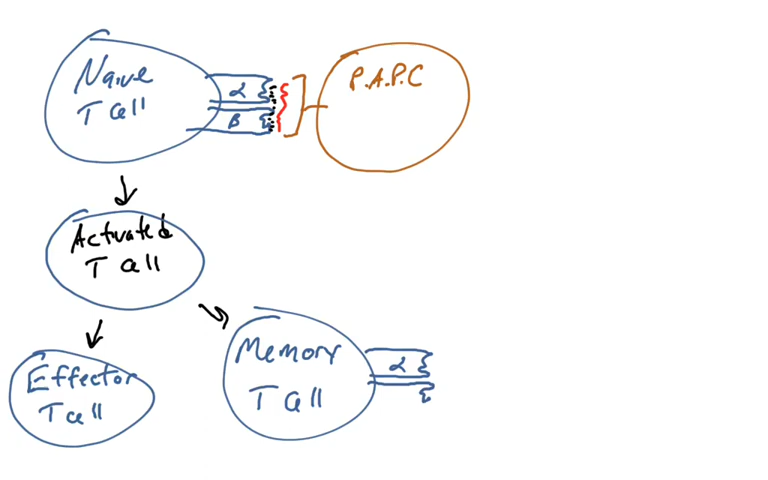 Naive
T Cell
α
β
P.A.P.C
Activated
T Cell
Effector
T Cell
Memory
T Cell
α